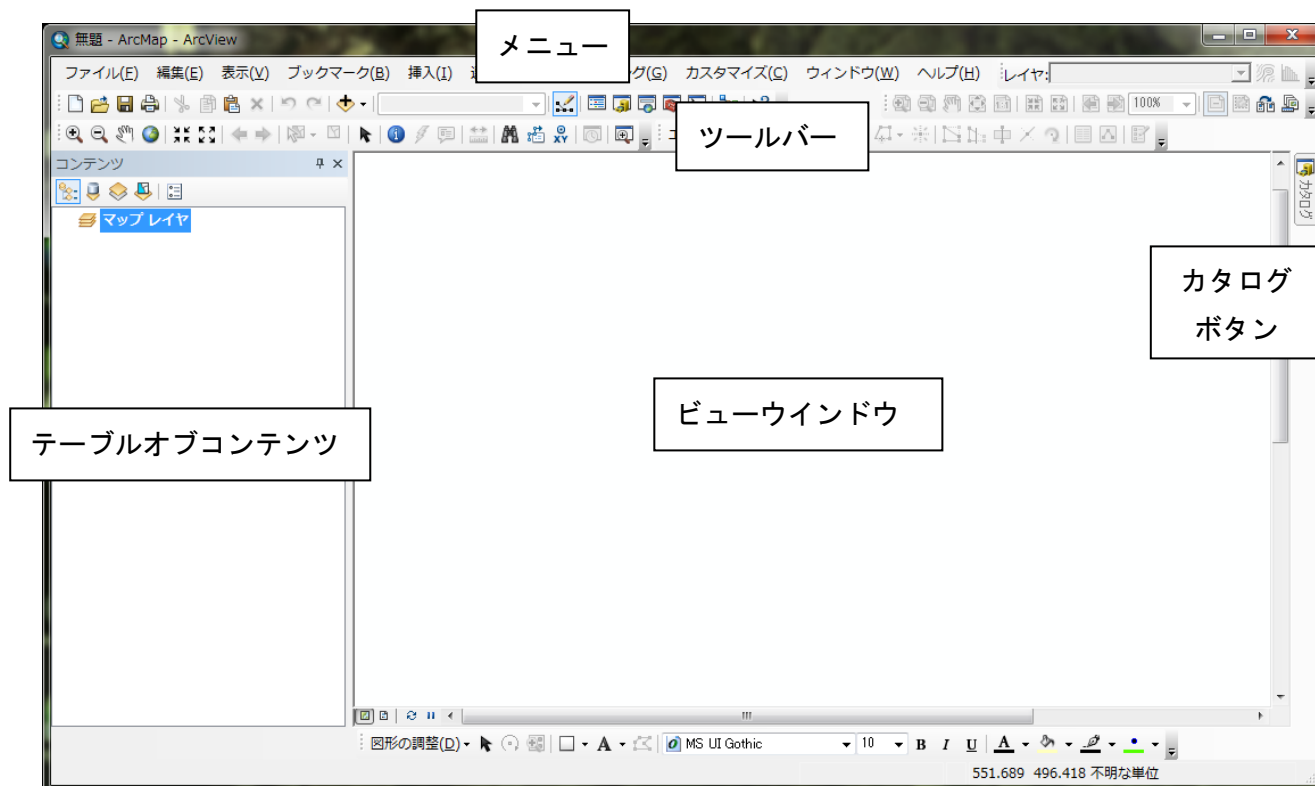 無題 - ArcMap - ArcView
メニュー
ファイル(F) 編集(E) 表示(V) ブックマーク(B) 挿入(I) グ(G) カスタマイズ(C) ウィンドウ(W) ヘルプ(H) レイヤ:
100%
ツールバー
コンテンツ
マップ レイヤ
カタログ
カタログ
ボタン
ビューウインドウ
テーブルオブコンテンツ
図形の調整(D) A MS UI Gothic 10 B I U A
551.689 496.418 不明な単位